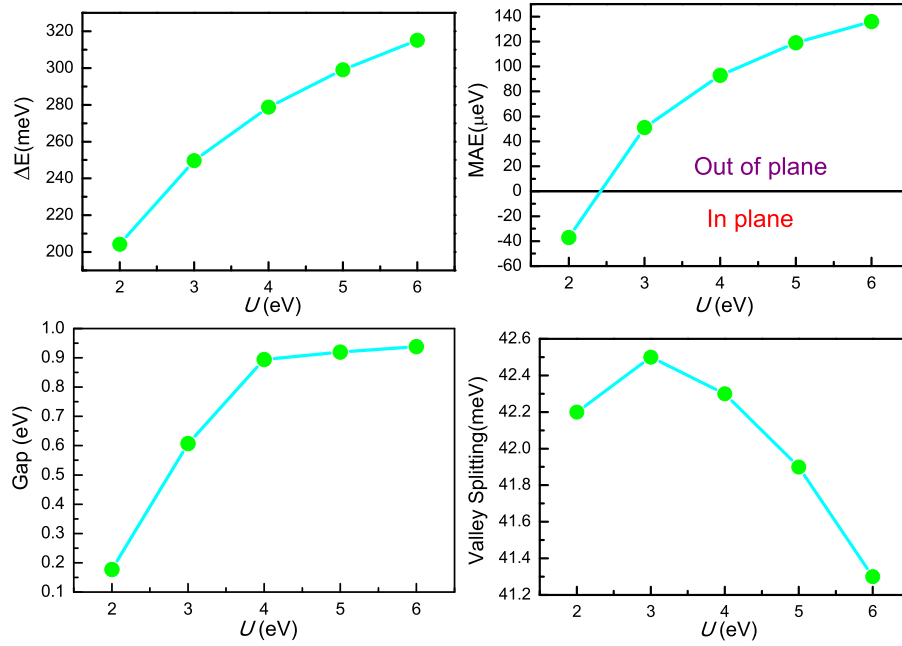 ΔE(meV)
320
300
280
260
240
220
200
2 3 4 5 6
U (eV)
MAE(μeV)
140
120
100
80
60
40
20
0
-20
-40
-60
Out of plane
In plane
2 3 4 5 6
U (eV)
Gap (eV)
1.0
0.9
0.8
0.7
0.6
0.5
0.4
0.3
0.2
0.1
2 3 4 5 6
U (eV)
Valley Splitting(meV)
42.6
42.4
42.2
42.0
41.8
41.6
41.4
41.2
2 3 4 5 6
U (eV)